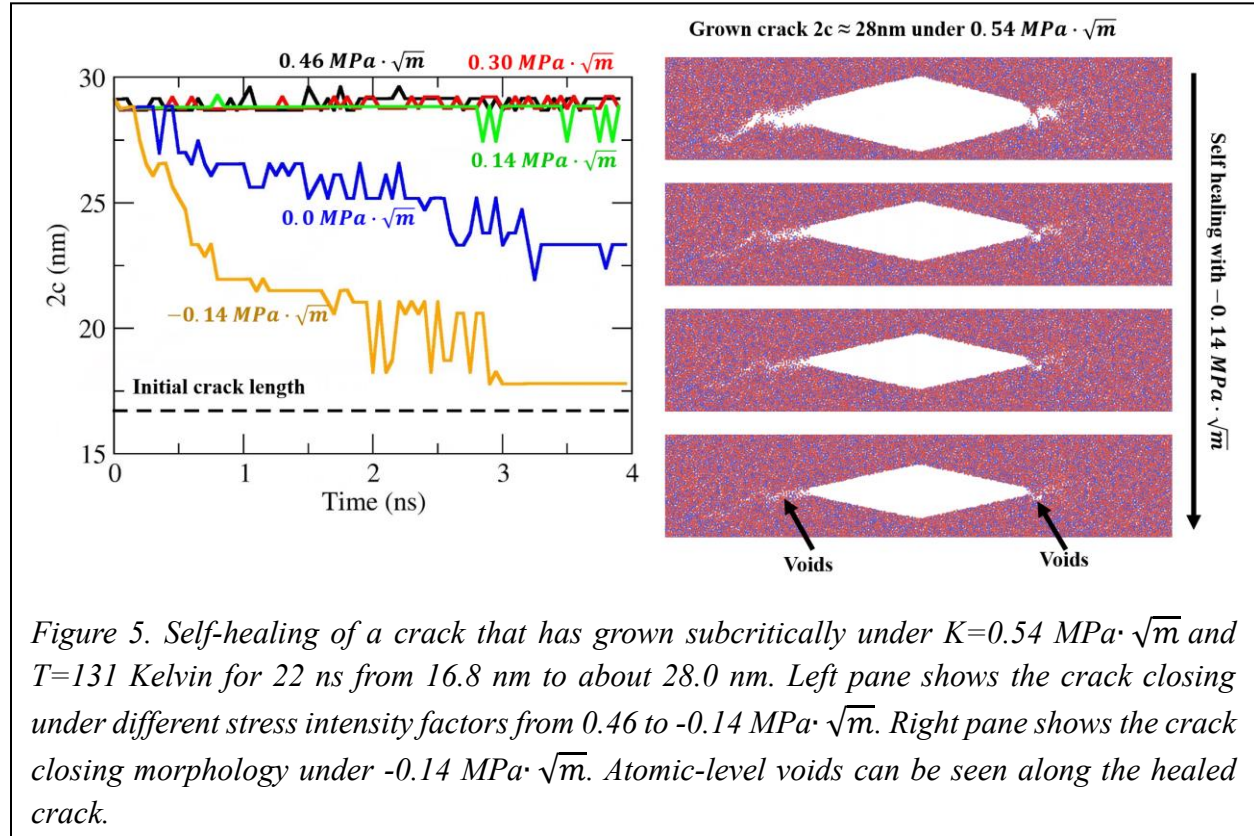 Grown crack 2c ≈ 28nm under 0.54 MPa · √m
0.46 MPa · √m
0.30 MPa · √m
30
0.14 MPa · √m
25
0.0 MPa · √m
2c (nm)
20
−0.14 MPa · √m
Initial crack length
15
0
1
2
3
4
Time (ns)
Self healing with −0.14 MPa · √m
Voids
Voids
Figure 5. Self-healing of a crack that has grown subcritically under K=0.54 MPa· √m and
T=131 Kelvin for 22 ns from 16.8 nm to about 28.0 nm. Left pane shows the crack closing
under different stress intensity factors from 0.46 to -0.14 MPa· √m. Right pane shows the crack
closing morphology under -0.14 MPa· √m. Atomic-level voids can be seen along the healed
crack.